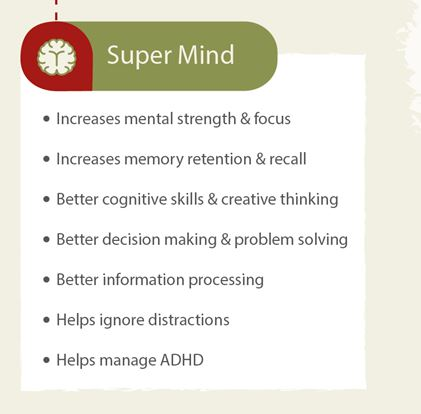 Super Mind
• Increases mental strength & focus
• Increases memory retention & recall
• Better cognitive skills & creative thinking
• Better decision making & problem solving
• Better information processing
• Helps ignore distractions
• Helps manage ADHD